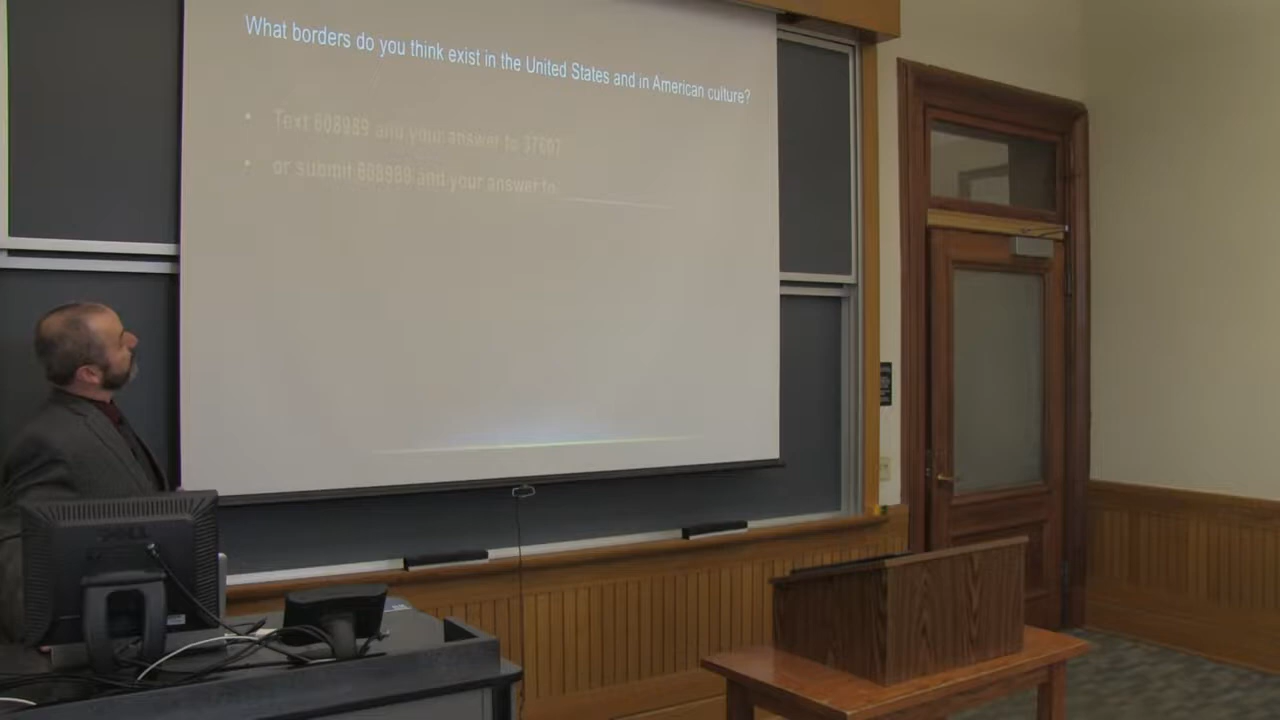 What borders do you think exist in the United States and in American culture?
• Text 608989 and your answer to 37607
• or submit 608989 and your answer to
DELL